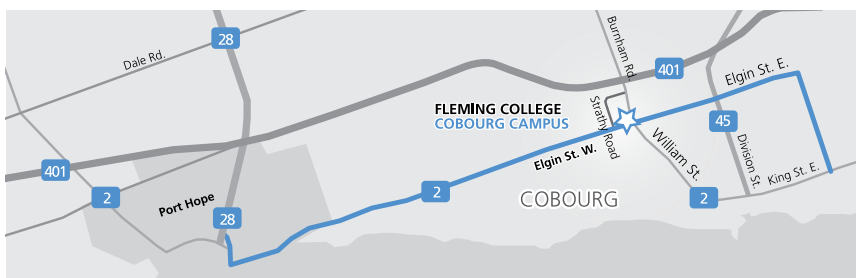 28
Dale Rd.
Burnham Rd.
401
Elgin St. E.
FLEMING COLLEGE
COBOURG CAMPUS
Strathy Road
45
Elgin St. W.
William St.
Division St.
401
King St. E.
2
2
Port Hope
COBOURG
2
28